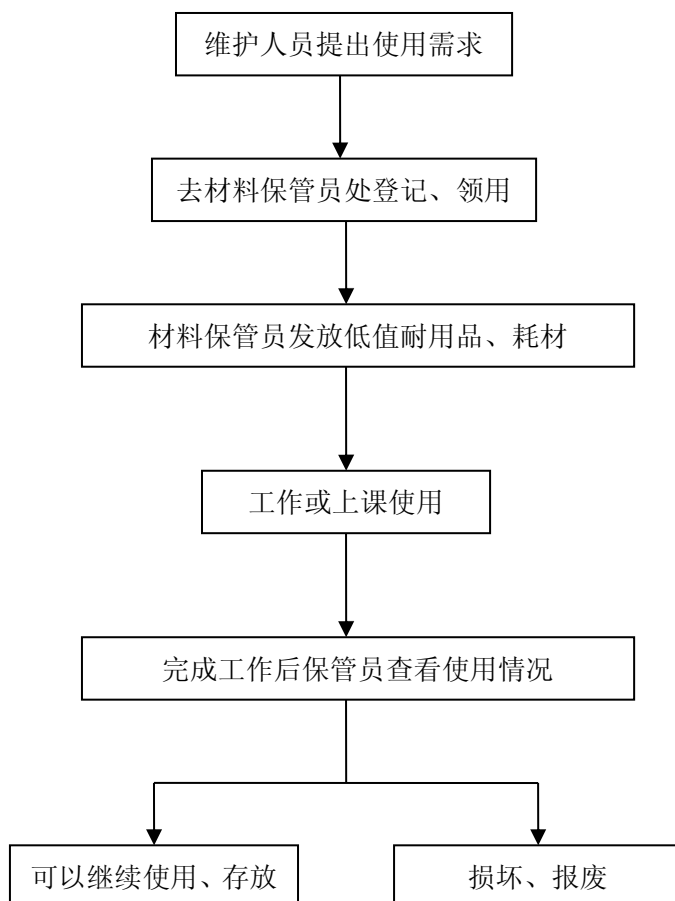 维护人员提出使用需求
去材料保管员处登记、领用
材料保管员发放低值耐用品、耗材
工作或上课使用
完成工作后保管员查看使用情况
可以继续使用、存放
损坏、报废